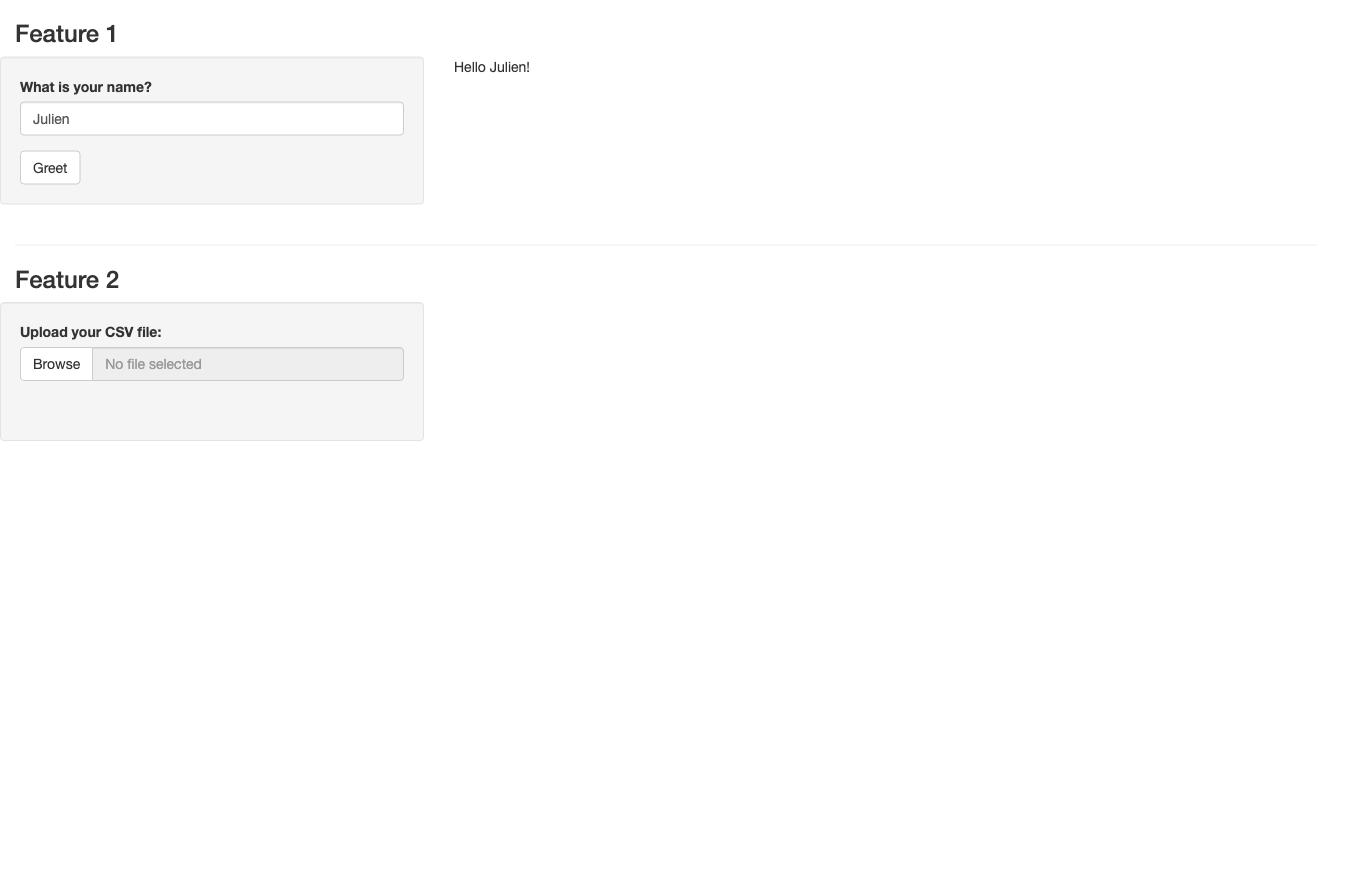 Feature 1
What is your name?
Hello Julien!
Julien
Greet
Feature 2
Upload your CSV file:
Browse No file selected